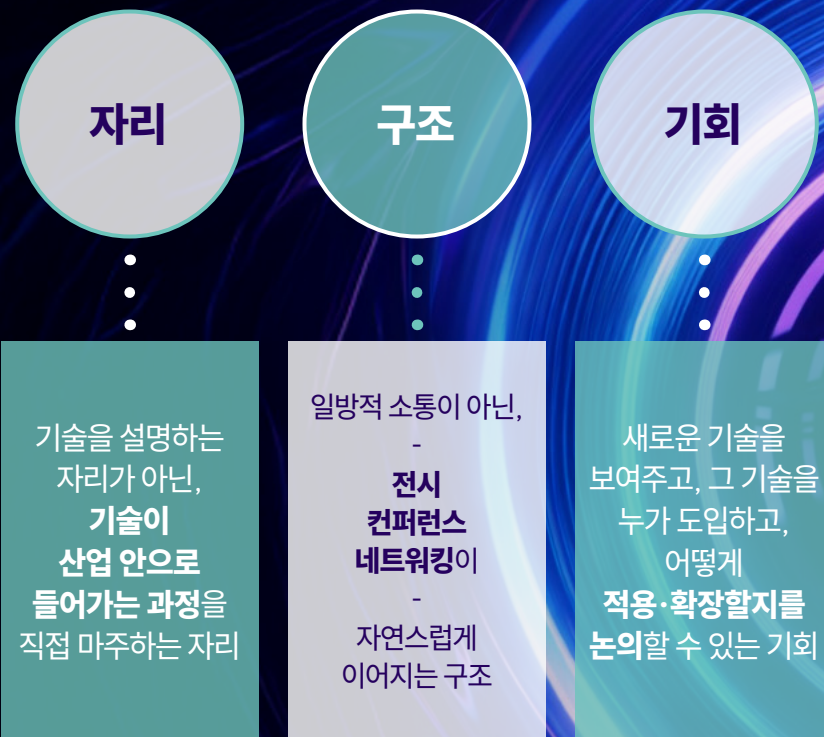 자리
기술을 설명하는
자리가 아닌,
기술이
산업 안으로
들어가는 과정을
직접 마주하는 자리
구조
일방적 소통이 아닌,
-
전시
컨퍼런스
네트워킹이
-
자연스럽게
이어지는 구조
기회
새로운 기술을
보여주고, 그 기술을
누가 도입하고,
어떻게
적용·확장할지를
논의할 수 있는 기회